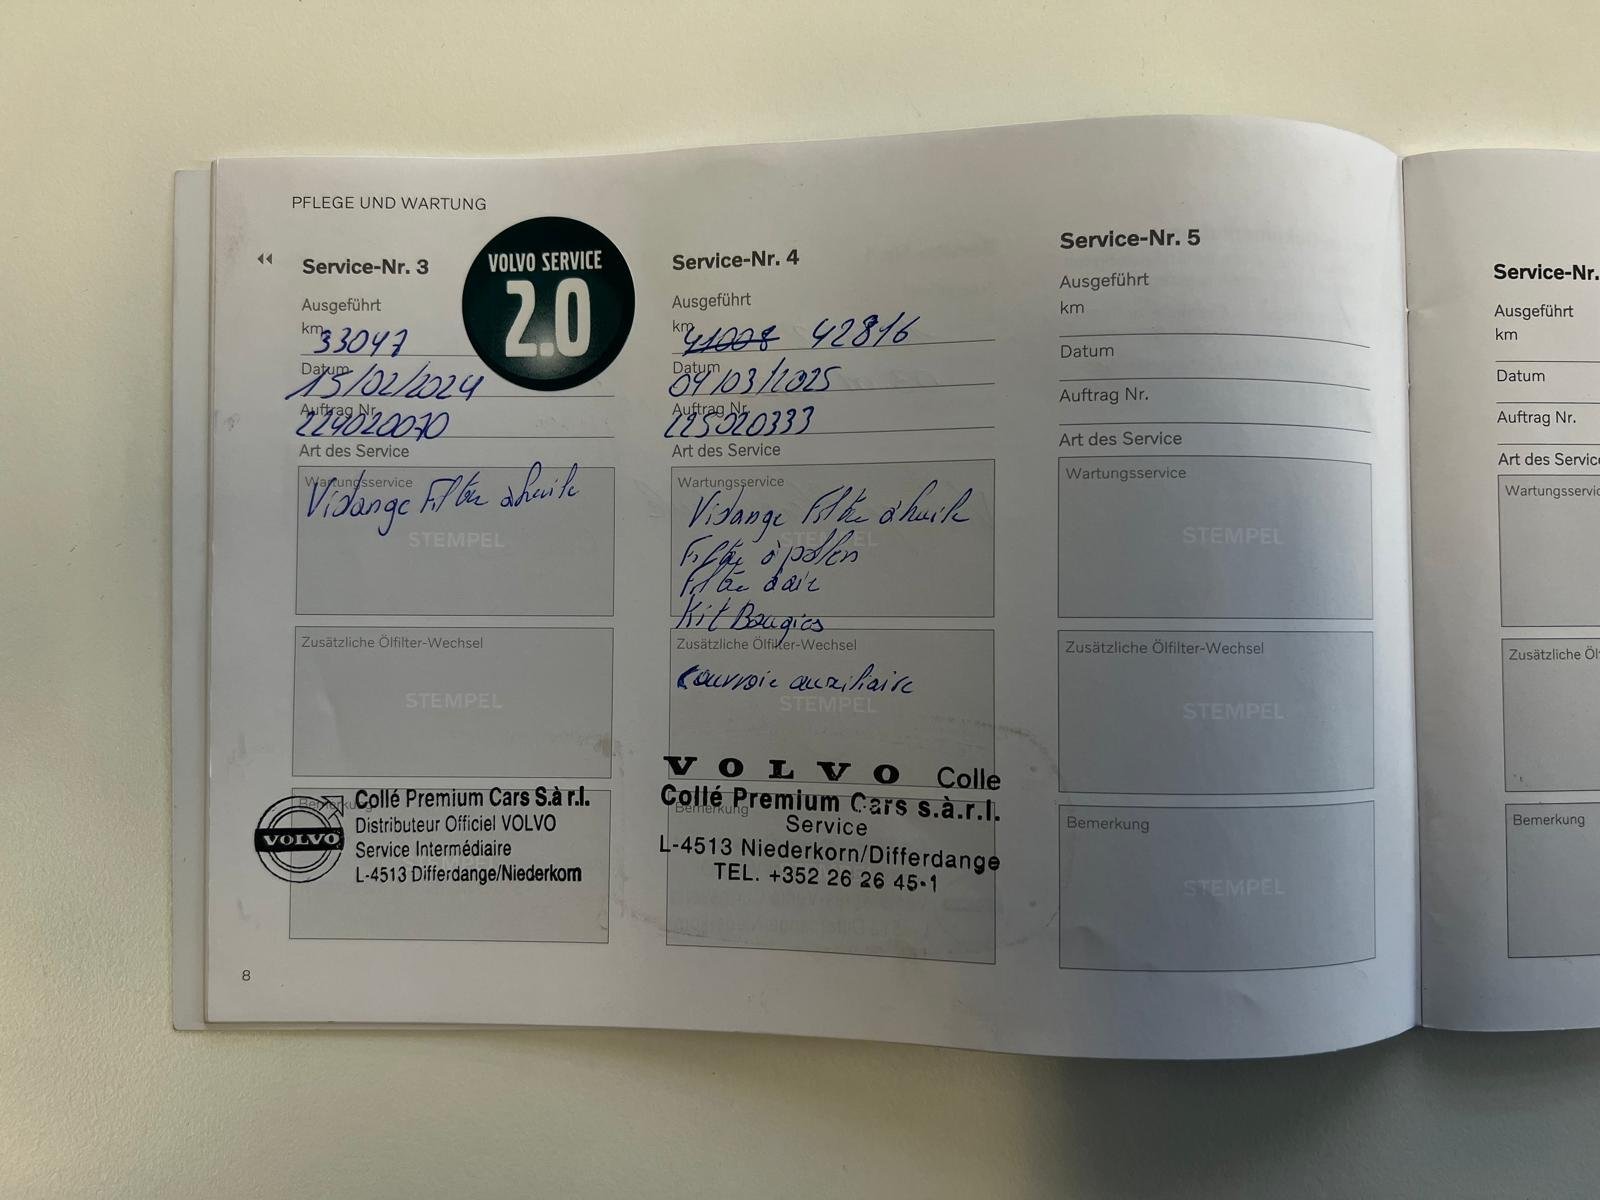 PFLEGE UND WARTUNG
Service-Nr. 3
VOLVO SERVICE
2.0
Ausgeführt
km 33047
Datum 15/02/2024
Auftrag Nr. 224020070
Art des Service
Wartungsservice
Vidange Filtre à huile
STEMPEL
Zusätzliche Ölfilter-Wechsel
STEMPEL
Bemerkung
VOLVO
Collé Premium Cars S.à r.l.
Distributeur Officiel VOLVO
Service Intermédiaire
L-4513 Differdange/Niederkorn
Service-Nr. 4
Ausgeführt
km 41008 42816
Datum 04/03/2025
Auftrag Nr. 225020333
Art des Service
Wartungsservice
Vidange Filtre à huile
STEMPEL
Filtre à pollen
Filtre à air
Kit Bougies
Zusätzliche Ölfilter-Wechsel
Courroie auxiliaire
STEMPEL
VOLVO Colle
Bemerkung
Collé Premium Cars s.à.r.l.
Service
L-4513 Niederkorn/Differdange
TEL. +352 26 26 45-1
Service-Nr. 5
Ausgeführt
km
Datum
Auftrag Nr.
Art des Service
Wartungsservice
STEMPEL
Zusätzliche Ölfilter-Wechsel
STEMPEL
Bemerkung
STEMPEL
8
Service-Nr.
Ausgeführt
km
Datum
Auftrag Nr.
Art des Service
Wartungsservic
Zusätzliche Öl
Bemerkung